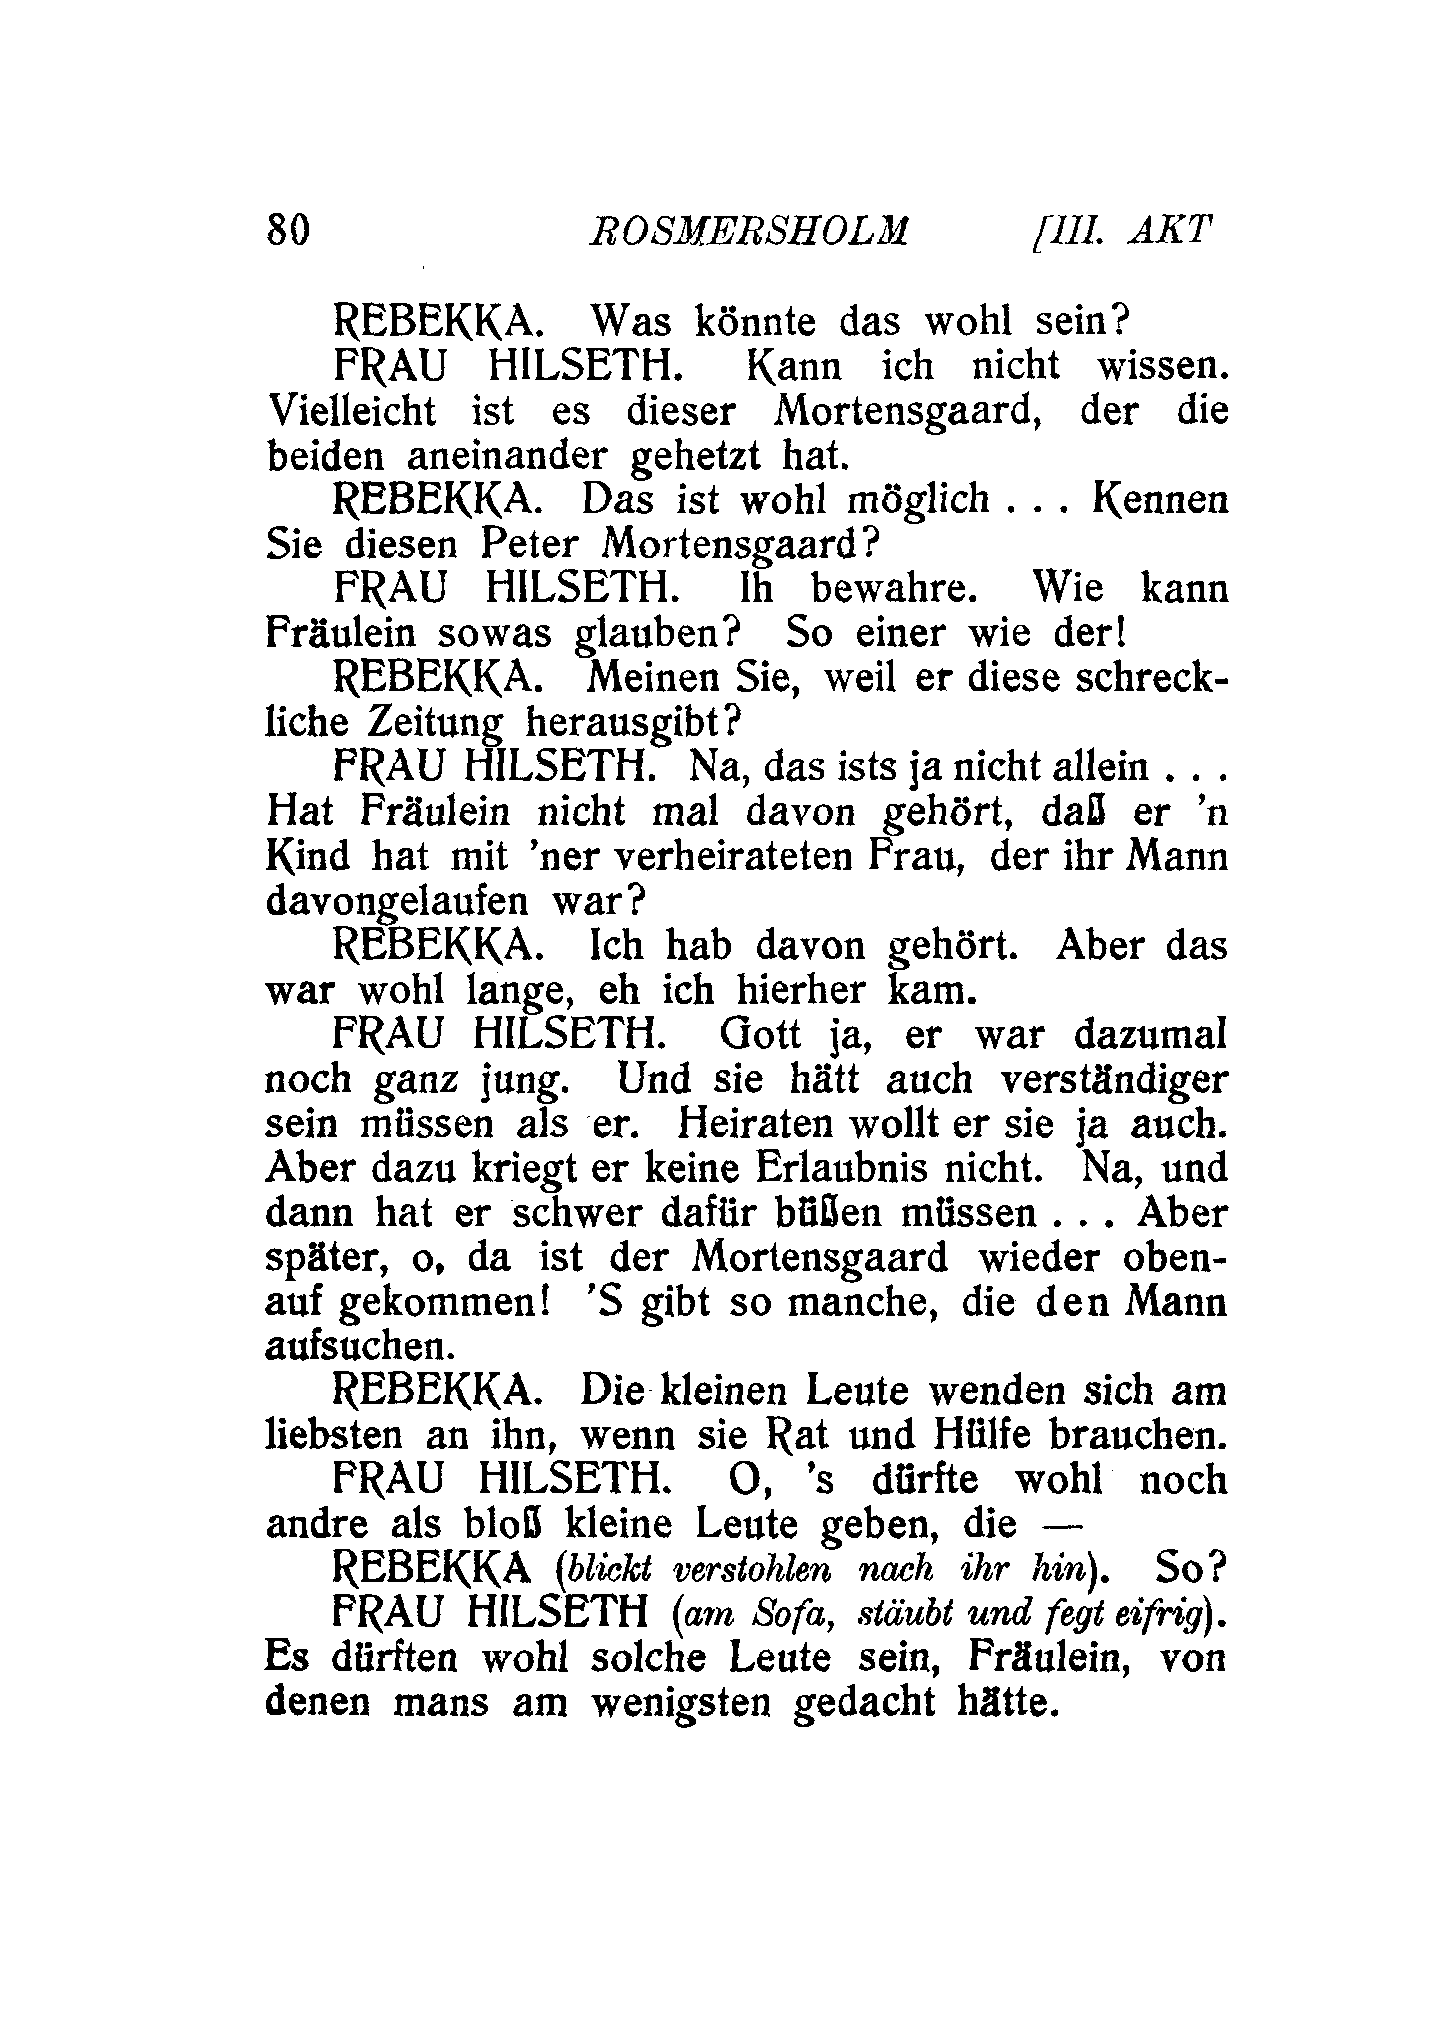 80 ROSMERSHOLM [III. AKT
REBEKKA. Was könnte das wohl sein?
FRAU HILSETH. Kann ich nicht wissen.
Vielleicht ist es dieser Mortensgaard, der die
beiden aneinander gehetzt hat.
REBEKKA. Das ist wohl möglich . . . Kennen
Sie diesen Peter Mortensgaard?
FRAU HILSETH. Ih bewahre. Wie kann
Fräulein sowas glauben? So einer wie der!
REBEKKA. Meinen Sie, weil er diese schreck-
liche Zeitung herausgibt?
FRAU HILSETH. Na, das ists ja nicht allein . . .
Hat Fräulein nicht mal davon gehört, daß er ’n
Kind hat mit ’ner verheirateten Frau, der ihr Mann
davongelaufen war?
REBEKKA. Ich hab davon gehört. Aber das
war wohl lange, eh ich hierher kam.
FRAU HILSETH. Gott ja, er war dazumal
noch ganz jung. Und sie hätt auch verständiger
sein müssen als er. Heiraten wollt er sie ja auch.
Aber dazu kriegt er keine Erlaubnis nicht. Na, und
dann hat er schwer dafür büßen müssen . . . Aber
später, o, da ist der Mortensgaard wieder oben-
auf gekommen! ’S gibt so manche, die den Mann
aufsuchen.
REBEKKA. Die kleinen Leute wenden sich am
liebsten an ihn, wenn sie Rat und Hülfe brauchen.
FRAU HILSETH. O, ’s dürfte wohl noch
andre als bloß kleine Leute geben, die —
REBEKKA (blickt verstohlen nach ihr hin). So?
FRAU HILSETH (am Sofa, stäubt und fegt eifrig).
Es dürften wohl solche Leute sein, Fräulein, von
denen mans am wenigsten gedacht hätte.